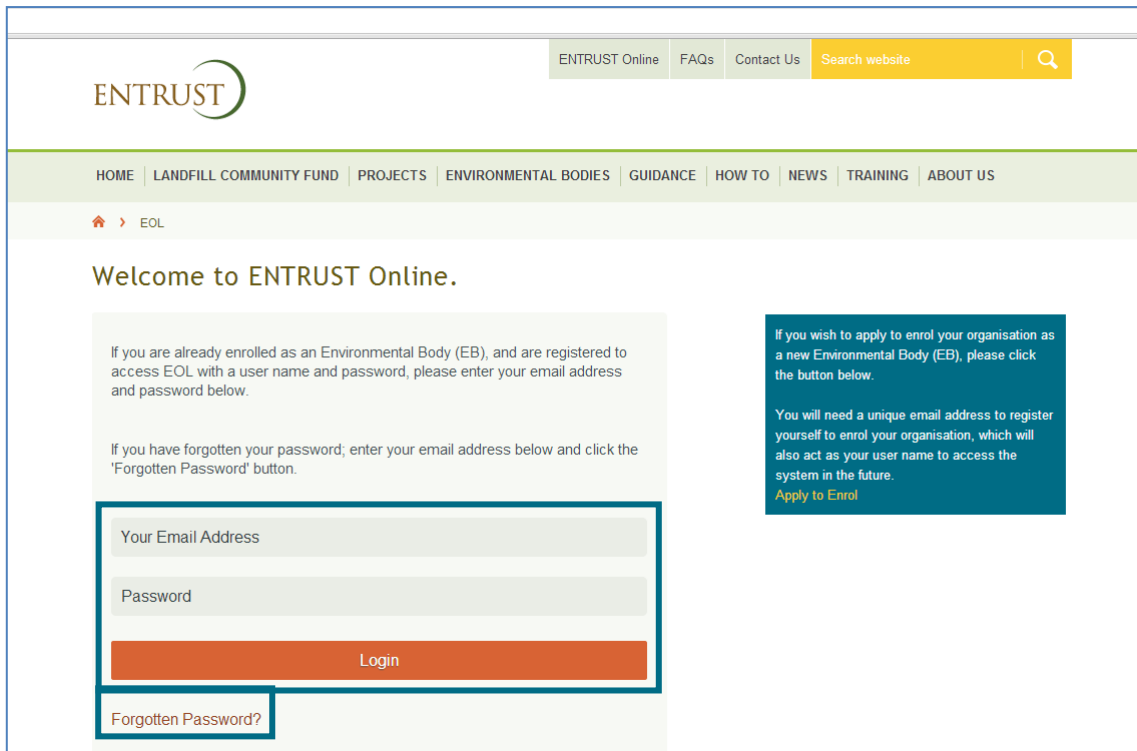 ENTRUST Online FAQs Contact Us Search website
ENTRUST
HOME LANDFILL COMMUNITY FUND PROJECTS ENVIRONMENTAL BODIES GUIDANCE HOW TO NEWS TRAINING ABOUT US
EOL
Welcome to ENTRUST Online.
If you are already enrolled as an Environmental Body (EB), and are registered to
access EOL with a user name and password, please enter your email address
and password below.
If you have forgotten your password; enter your email address below and click the
'Forgotten Password' button.
Your Email Address
Password
Login
Forgotten Password?
If you wish to apply to enrol your organisation as
a new Environmental Body (EB), please click
the button below.
You will need a unique email address to register
yourself to enrol your organisation, which will
also act as your user name to access the
system in the future.
Apply to Enrol